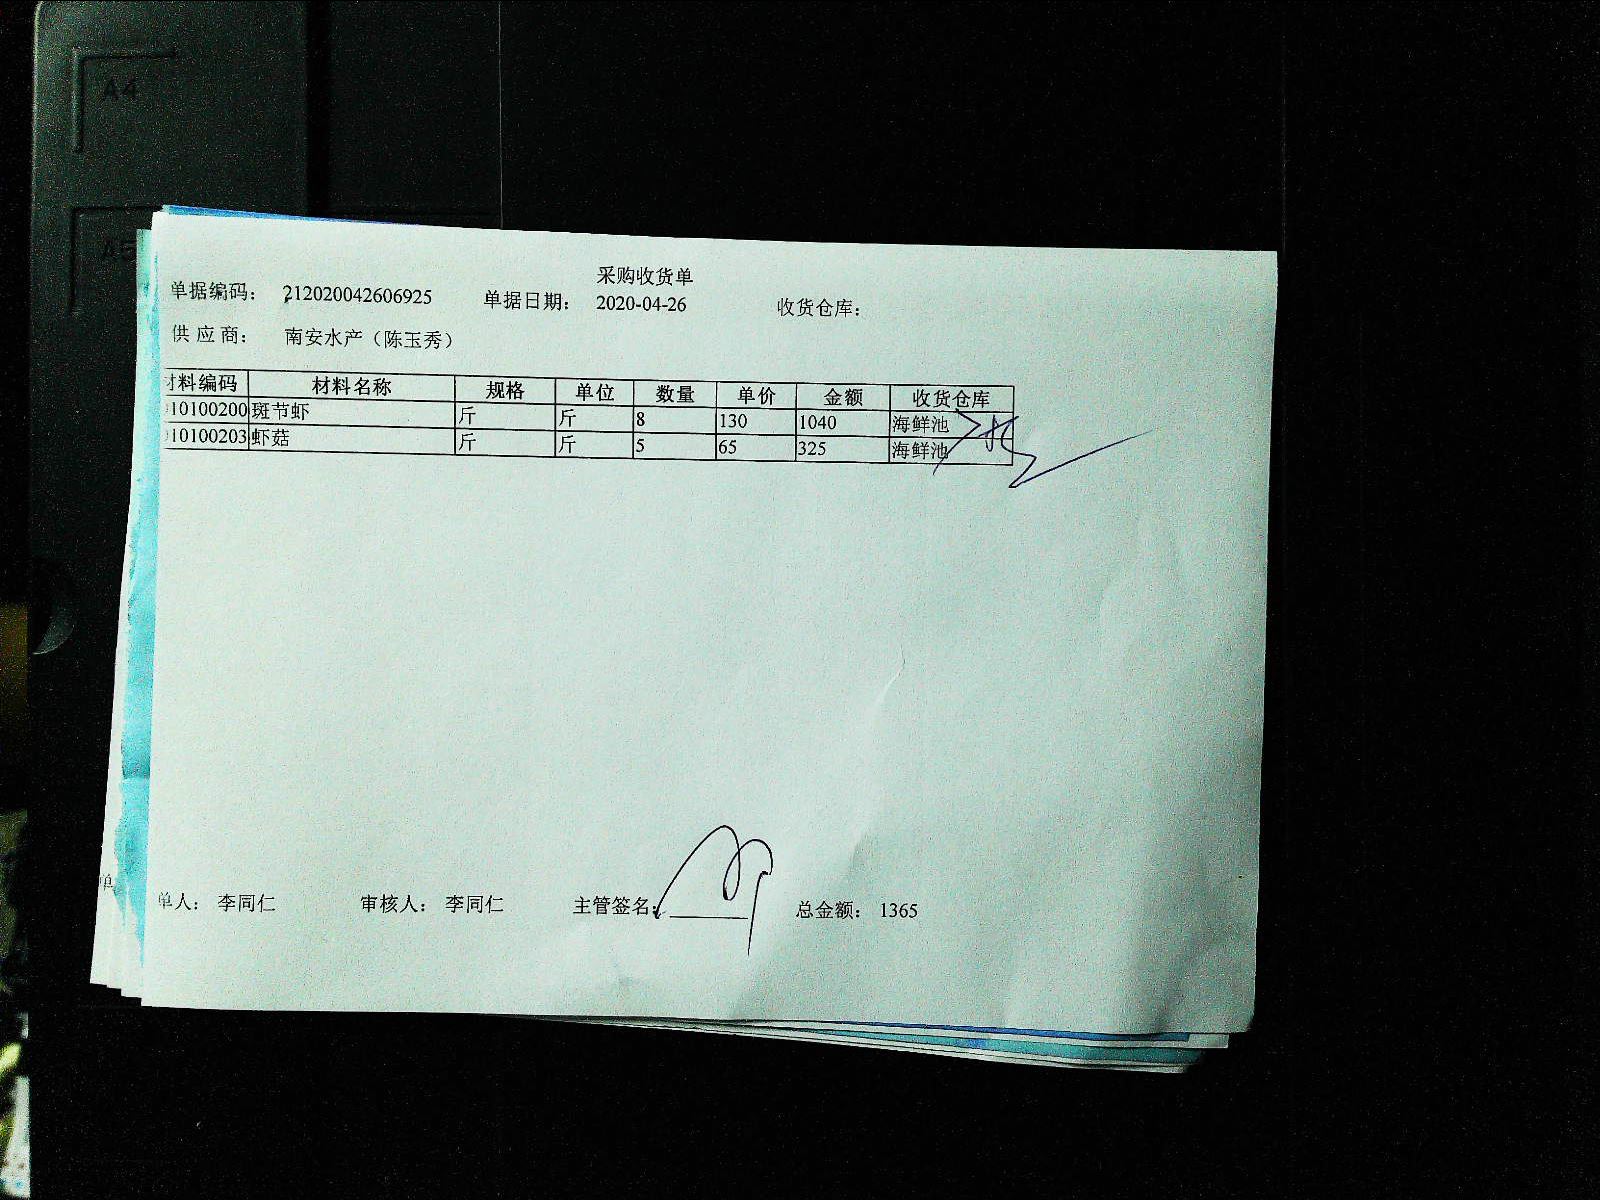 A4
A5
采购收货单
单据编码： 212020042606925 单据日期： 2020-04-26 收货仓库：
供 应 商： 南安水产（陈玉秀）
材料编码 材料名称 规格 单位 数量 单价 金额 收货仓库
010100200 斑节虾 斤 斤 8 130 1040 海鲜池
010100203 虾菇 斤 斤 5 65 325 海鲜池
单
单人： 李同仁 审核人： 李同仁 主管签名： 总金额： 1365